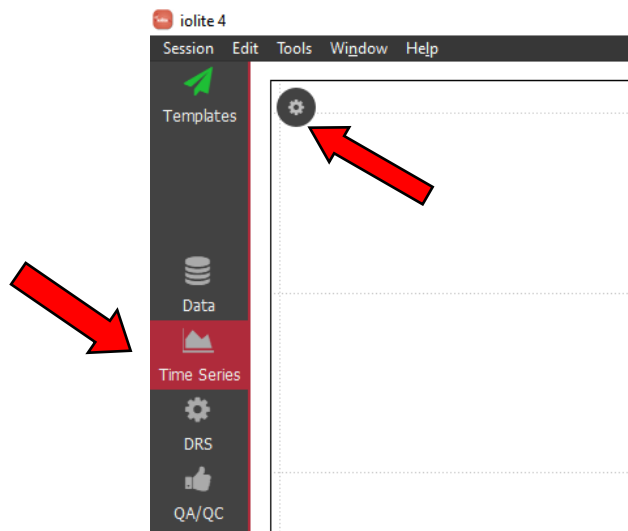 iolite 4
Session Edit Tools Window Help
Templates
Data
Time Series
DRS
QA/QC